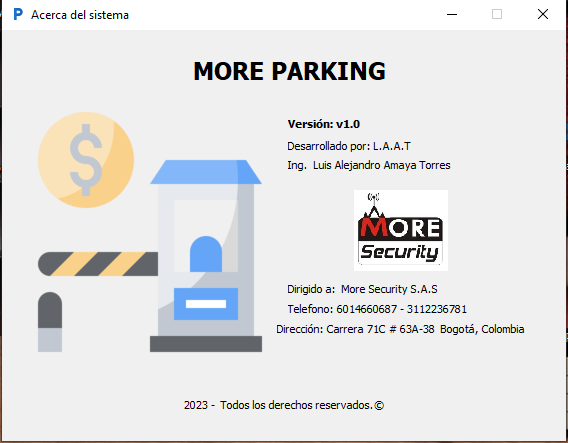 P Acerca del sistema
MORE PARKING
Versión: v1.0
Desarrollado por: L.A.A.T
Ing. Luis Alejandro Amaya Torres
MORE
Security
Dirigido a: More Security S.A.S
Telefono: 6014660687 - 3112236781
Dirección: Carrera 71C # 63A-38 Bogotá, Colombia
2023 - Todos los derechos reservados.©